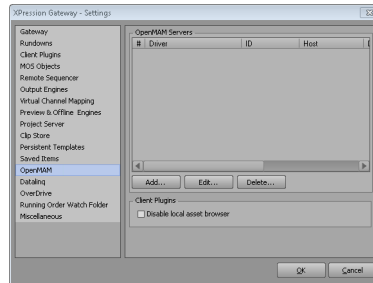 XPression Gateway - Settings
Gateway
Rundowns
Client Plugins
MOS Objects
Remote Sequencer
Output Engines
Virtual Channel Mapping
Preview & Offline Engines
Project Server
Clip Store
Persistent Templates
Saved Items
OpenMAM
Datalinq
OverDrive
Running Order Watch Folder
Miscellaneous
OpenMAM Servers
# Driver ID Host
Add... Edit... Delete...
Client Plugins
Disable local asset browser
OK Cancel